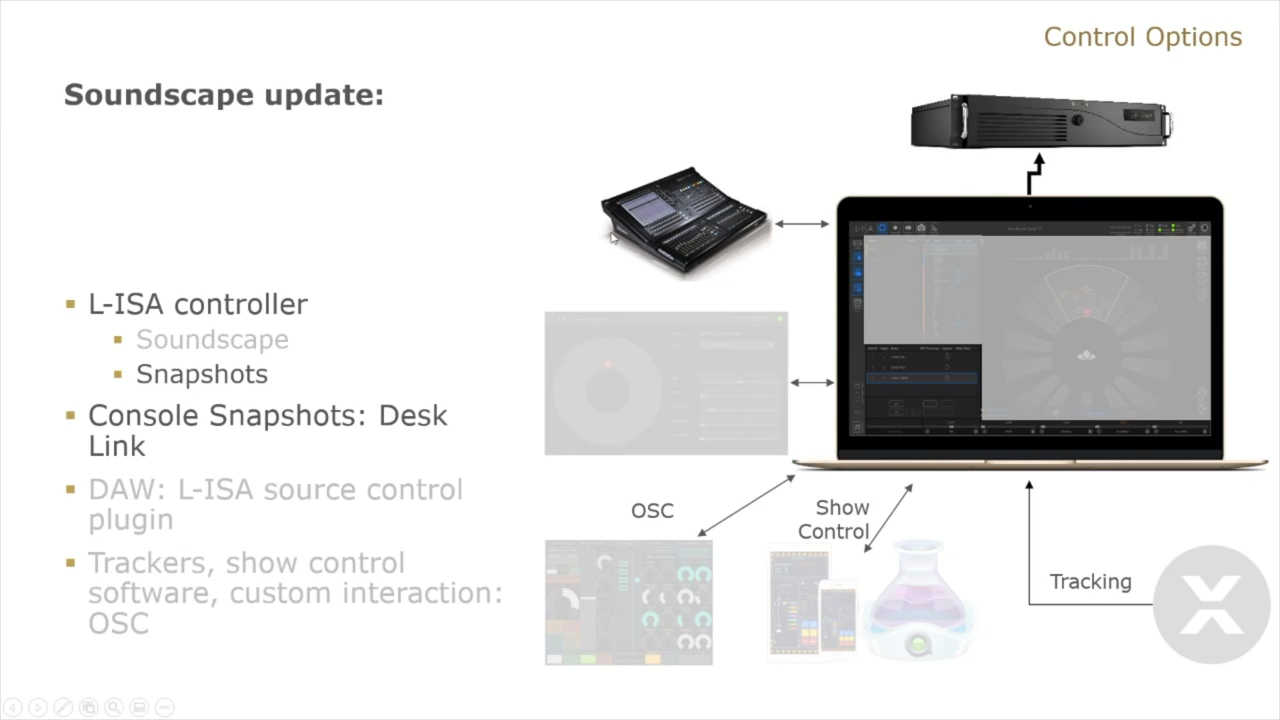 Control Options
Soundscape update:
L-ISA controller
Soundscape
Snapshots
Console Snapshots: Desk
Link
DAW: L-ISA source control
plugin
Trackers, show control
software, custom interaction:
OSC
OSC
Show
Control
Tracking